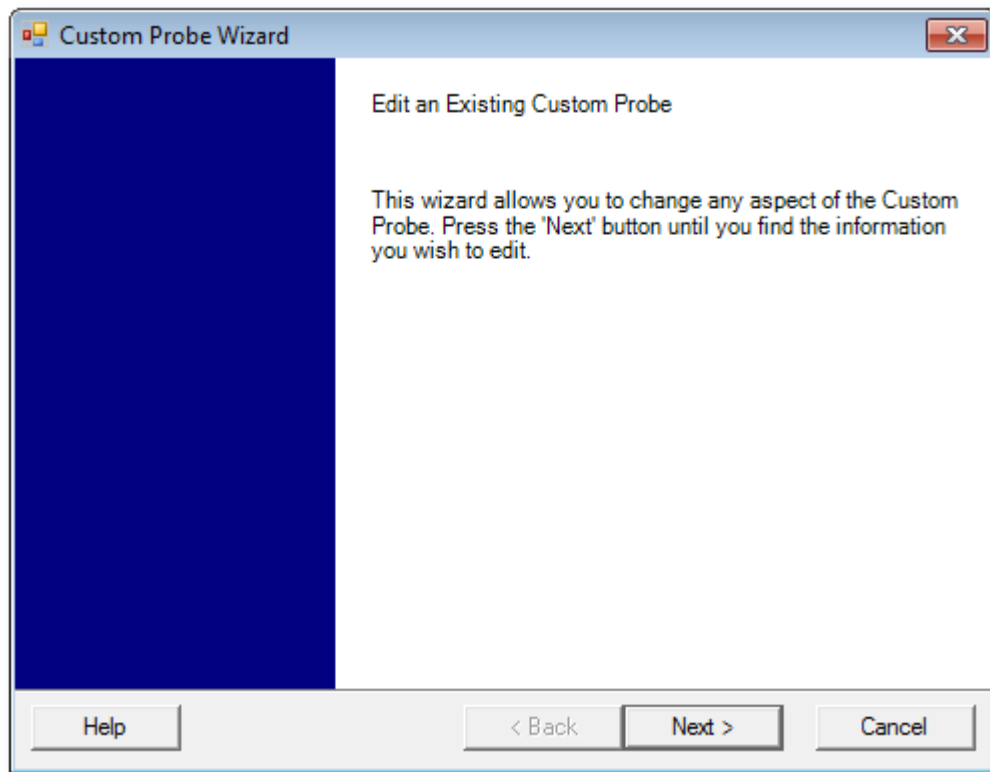 Custom Probe Wizard
Edit an Existing Custom Probe
This wizard allows you to change any aspect of the Custom
Probe. Press the 'Next' button until you find the information
you wish to edit.
Help
< Back
Next >
Cancel